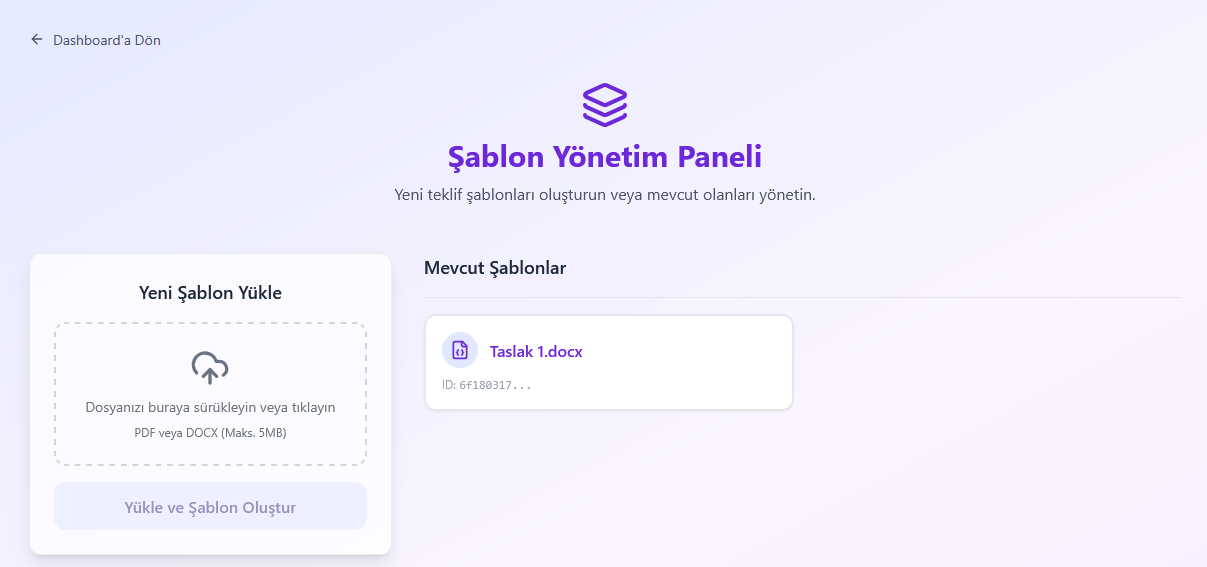 Dashboard'a Dön
Şablon Yönetim Paneli
Yeni teklif şablonları oluşturun veya mevcut olanları yönetin.
Yeni Şablon Yükle
Dosyanızı buraya sürükleyin veya tıklayın
PDF veya DOCX (Maks. 5MB)
Yükle ve Şablon Oluştur
Mevcut Şablonlar
Taslak 1.docx
ID: 6f180317...